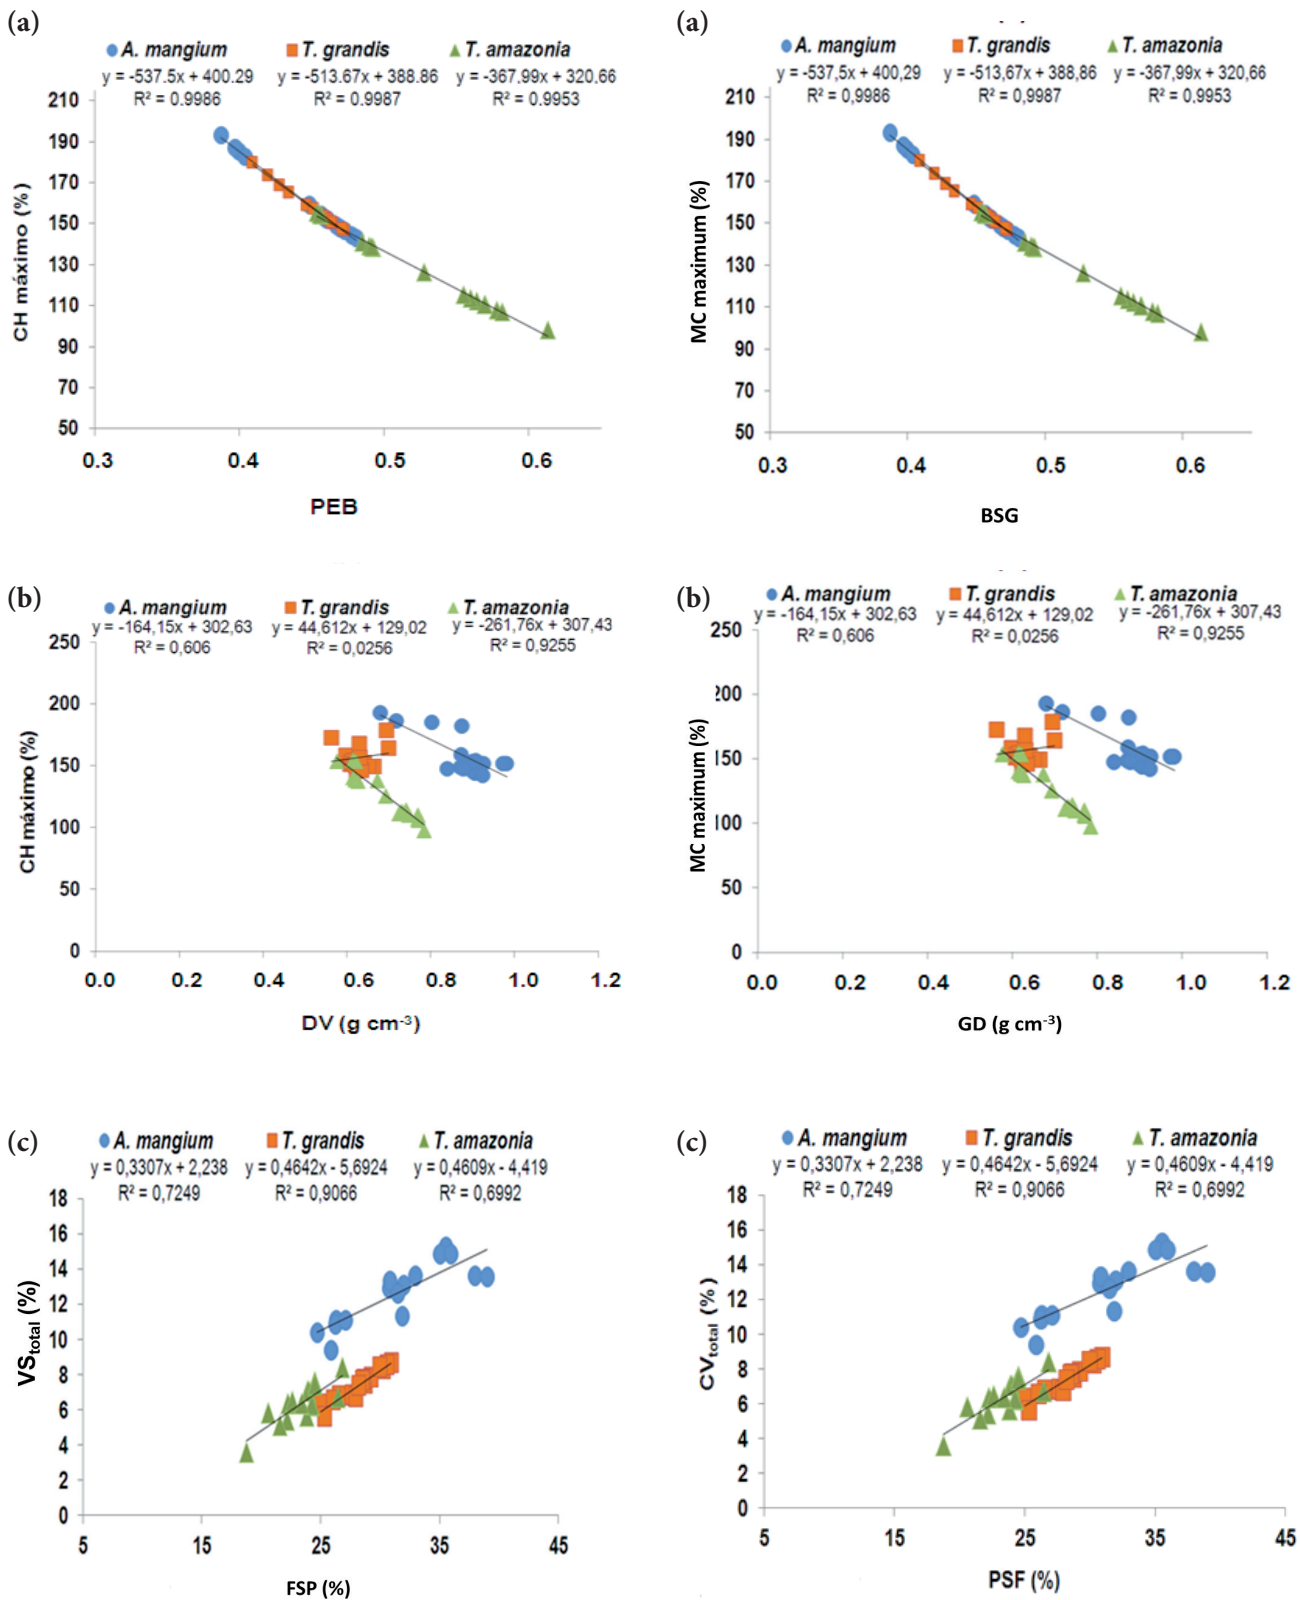 (a)
A. mangium T. grandis T. amazonia
y = -537.5x + 400.29 y = -513.67x + 388.86 y = -367,99x + 320,66
R² = 0.9986 R² = 0.9987 R² = 0.9953
210
190
170
150
130
110
90
70
50
CH máximo (%)
0.3 0.4 0.5 0.6
PEB
(a)
A. mangium T. grandis T. amazonia
y = -537,5x + 400,29 y = -513,67x + 388,86 y = -367,99x + 320,66
R² = 0,9986 R² = 0,9987 R² = 0,9953
210
190
170
150
130
110
90
70
50
MC maximum (%)
0.3 0.4 0.5 0.6
BSG
(b)
A. mangium T. grandis T. amazonia
y = -164,15x + 302,63 y = 44,612x + 129,02 y = -261,76x + 307,43
R² = 0,606 R² = 0,0256 R² = 0,9255
250
200
150
100
50
0
CH máximo (%)
0.0 0.2 0.4 0.6 0.8 1.0 1.2
DV (g cm-3)
(b)
A. mangium T. grandis T. amazonia
y = -164,15x + 302,63 y = 44,612x + 129,02 y = -261,76x + 307,43
R² = 0,606 R² = 0,0256 R² = 0,9255
250
200
150
100
50
0
MC maximum (%)
0.0 0.2 0.4 0.6 0.8 1.0 1.2
GD (g cm-3)
(c)
A. mangium T. grandis T. amazonia
y = 0,3307x + 2,238 y = 0,4642x - 5,6924 y = 0,4609x - 4,419
R² = 0,7249 R² = 0,9066 R² = 0,6992
18
16
14
12
10
8
6
4
2
0
VStotal (%)
5 15 25 35 45
FSP (%)
(c)
A. mangium T. grandis T. amazonia
y = 0,3307x + 2,238 y = 0,4642x - 5,6924 y = 0,4609x - 4,419
R² = 0,7249 R² = 0,9066 R² = 0,6992
18
16
14
12
10
8
6
4
2
0
CVtotal (%)
5 15 25 35 45
PSF (%)